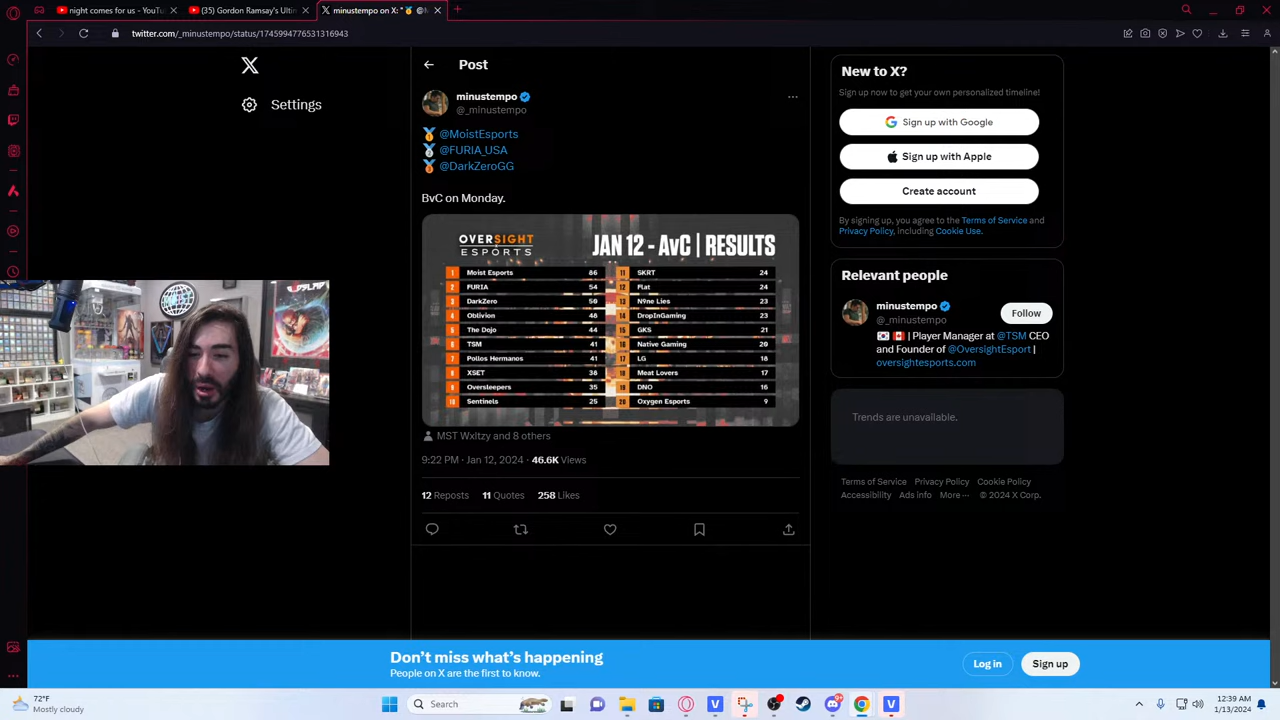 night comes for us - YouTu
(35) Gordon Ramsay's Ulti
minustempo on X: "🥇 @M
twitter.com/_minustempo/status/1745994776531316943
Settings
Post
minustempo
@_minustempo
🥇 @MoistEsports
🥈 @FURIA_USA
🥉 @DarkZeroGG
BvC on Monday.
OVERSIGHT
ESPORTS
JAN 12 - AvC | RESULTS
1 Moist Esports 86
2 FURIA 54
3 DarkZero 50
4 Oblivion 48
5 The Dojo 44
6 TSM 41
7 Pollos Hermanos 41
8 XSET 36
9 Oversleepers 35
10 Sentinels 25
11 SKRT 24
12 Flat 24
13 N9ne Lies 23
14 DropInGaming 23
15 GKS 21
16 Native Gaming 20
17 LG 18
18 Meat Lovers 17
19 DNO 16
20 Oxygen Esports 9
MST Wxltzy and 8 others
9:22 PM · Jan 12, 2024 · 46.6K Views
12 Reposts 11 Quotes 258 Likes
New to X?
Sign up now to get your own personalized timeline!
Sign up with Google
Sign up with Apple
Create account
By signing up, you agree to the Terms of Service and
Privacy Policy, including Cookie Use.
Relevant people
minustempo
@_minustempo
Follow
🇰🇷 🇨🇦 | Player Manager at @TSM CEO
and Founder of @OversightEsport |
oversightesports.com
Trends are unavailable.
Terms of Service Privacy Policy Cookie Policy
Accessibility Ads info More ··· © 2024 X Corp.
Don't miss what's happening
People on X are the first to know.
Log in
Sign up
72°F
Mostly cloudy
Search
12:39 AM
1/13/2024